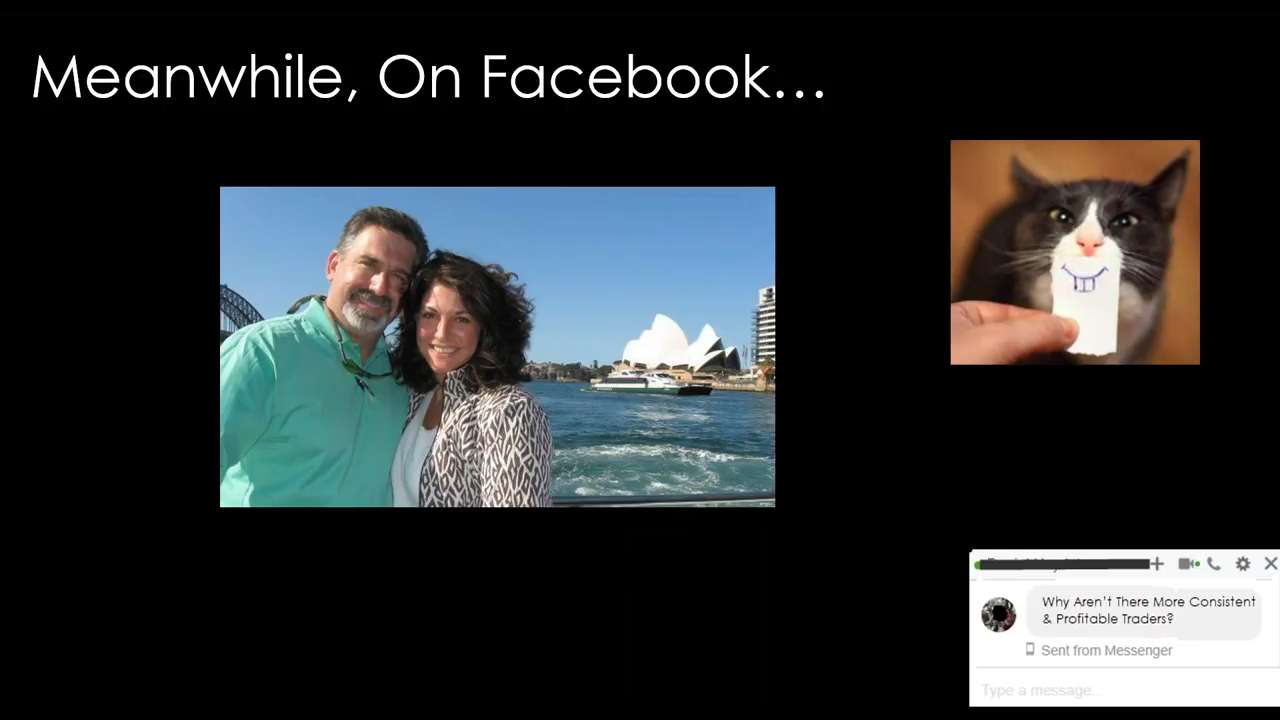 Meanwhile, On Facebook…
Why Aren't There More Consistent
& Profitable Traders?
Sent from Messenger
Type a message..